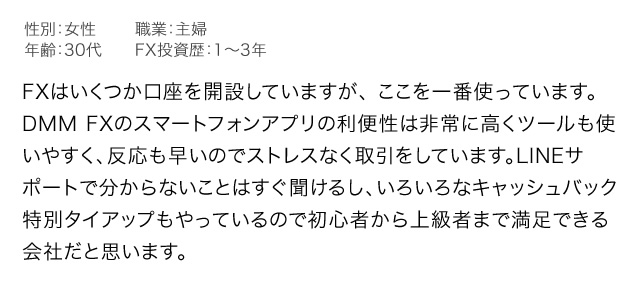 性別：女性　　職業：主婦
年齢：30代　　FX投資歴：1～3年
FXはいくつか口座を開設していますが、ここを一番使っています。
DMM FXのスマートフォンアプリの利便性は非常に高くツールも使
いやすく、反応も早いのでストレスなく取引をしています。LINEサ
ポートで分からないことはすぐ聞けるし、いろいろなキャッシュバック
特別タイアップもやっているので初心者から上級者まで満足できる
会社だと思います。